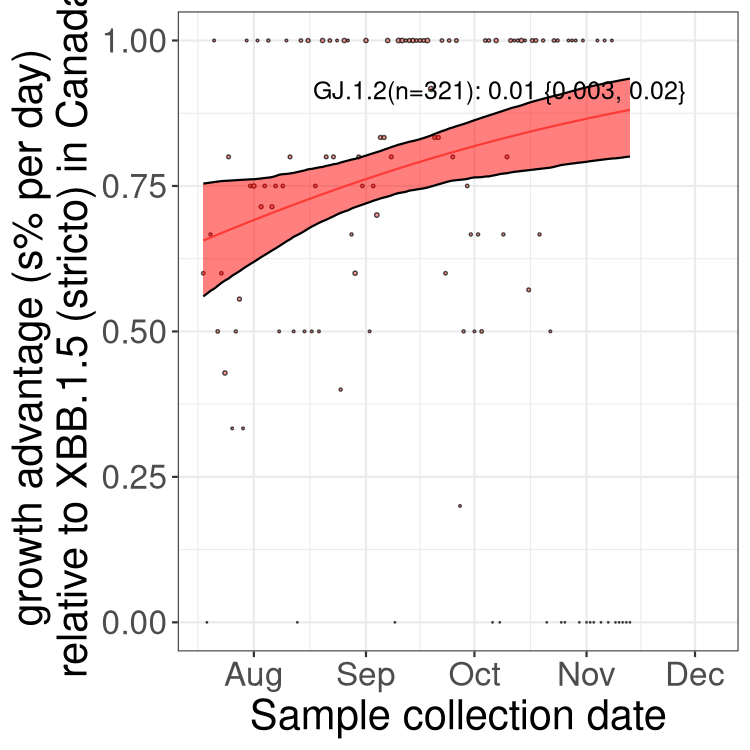 growth advantage (s% per day)
relative to XBB.1.5 (stricto) in Canada
1.00
0.75
0.50
0.25
0.00
GJ.1.2(n=321): 0.01 {0.003, 0.02}
Aug Sep Oct Nov Dec
Sample collection date